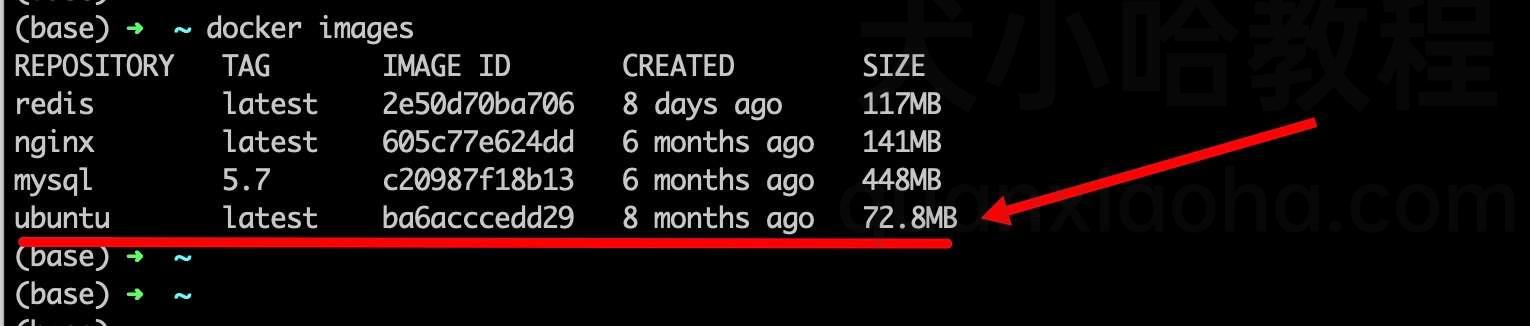 (base) ➜ ~ docker images
REPOSITORY TAG IMAGE ID CREATED SIZE
redis latest 2e50d70ba706 8 days ago 117MB
nginx latest 605c77e624dd 6 months ago 141MB
mysql 5.7 c20987f18b13 6 months ago 448MB
ubuntu latest ba6acccedd29 8 months ago 72.8MB
(base) ➜ ~
(base) ➜ ~
犬小哈教程
quanxiaoha.com